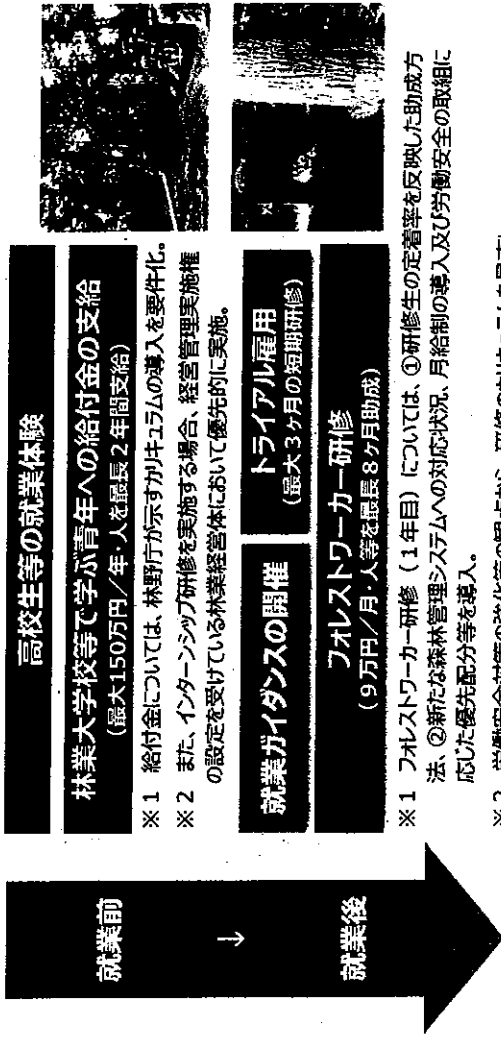 就業前
↓
就業後
高校生等の就業体験
林業大学校等で学ぶ青年への給付金の支給
(最大150万円/年・人を最長2年間支給)
※1 給付金については、林野庁が示すカリキュラムの導入を要件化。
※2 また、インターンシップ研修を実施する場合、経営管理実施権
の設定を受けている林業経営体において優先的に実施。
就業ガイダンスの開催
トライアル雇用
(最大3ヶ月の短期研修)
フォレストワーカー研修
(9万円/月・人等を最長8ヶ月助成)
※1 フォレストワーカー研修(1年目)については、①研修生の定着率を反映した助成方
法、②新たな森林管理システムへの対応状況、月給制の導入及び労働安全の取組に
応じた優先配分等を導入。